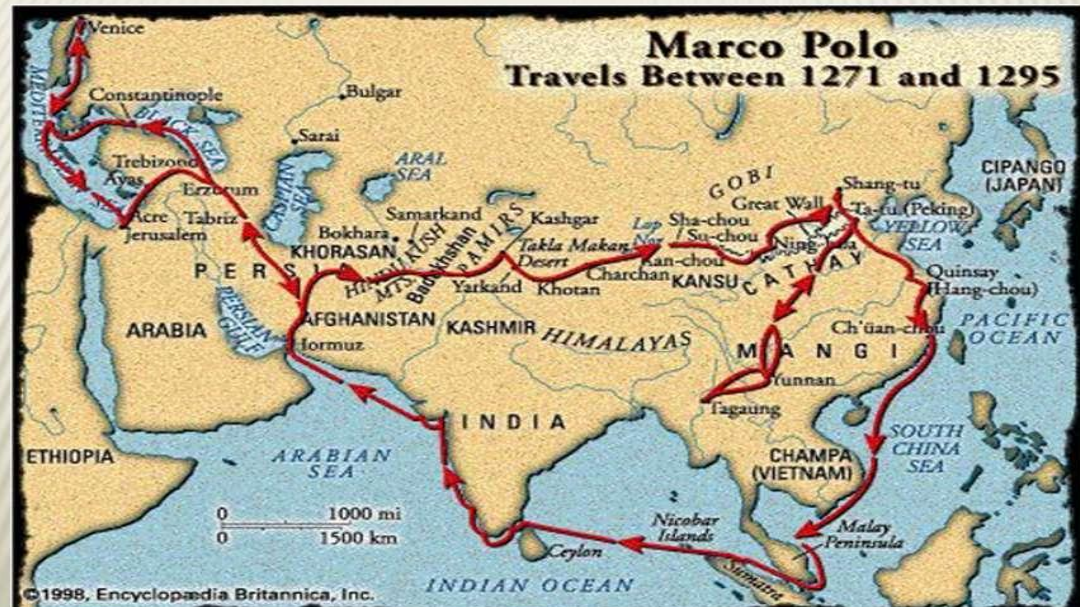 Marco Polo
Travels Between 1271 and 1295
Venice
Constantinople
BLACK SEA
Bulgar
Sarai
Trebizond
Ayas
Erzurum
CASPIAN
SEA
ARAL
SEA
Acre
Jerusalem
Tabriz
Samarkand
Bokhara
KHORASAN
HINDU KUSH
MTS.
Badakhshan
PAMIRS
Kashgar
Takla Makan
Desert
Yarkand
Khotan
Charchan
Lop
Nor
Sha-chou
Su-chou
Kan-chou
KANSU
GOBI
Great Wall
Shang-tu
Ta-tu (Peking)
Ning-hsia
CATHAY
YELLOW
SEA
CIPANGO
(JAPAN)
PERSIA
PERSIAN
GULF
ARABIA
AFGHANISTAN
Hormuz
KASHMIR
HIMALAYAS
Quinsay
(Hang-chou)
Ch'üan-chou
PACIFIC
OCEAN
MANGI
Yunnan
Tagaung
INDIA
ETHIOPIA
ARABIAN
SEA
CHAMPA
(VIETNAM)
SOUTH
CHINA
SEA
0 1000 mi
0 1500 km
Nicobar
Islands
Malay
Peninsula
Ceylon
Sumatra
INDIAN OCEAN
©1998, Encyclopædia Britannica, Inc.